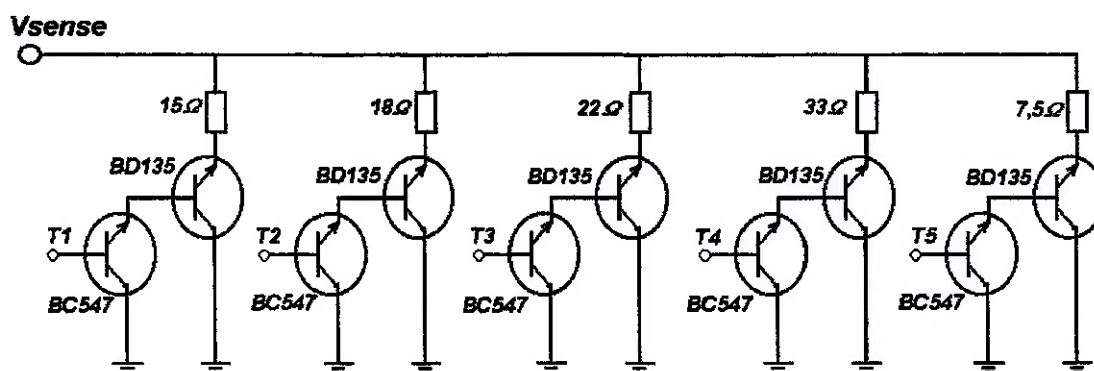 Vsense
15Ω
18Ω
22Ω
33Ω
7,5Ω
BD135
BD135
BD135
BD135
BD135
T1
T2
T3
T4
T5
BC547
BC547
BC547
BC547
BC547